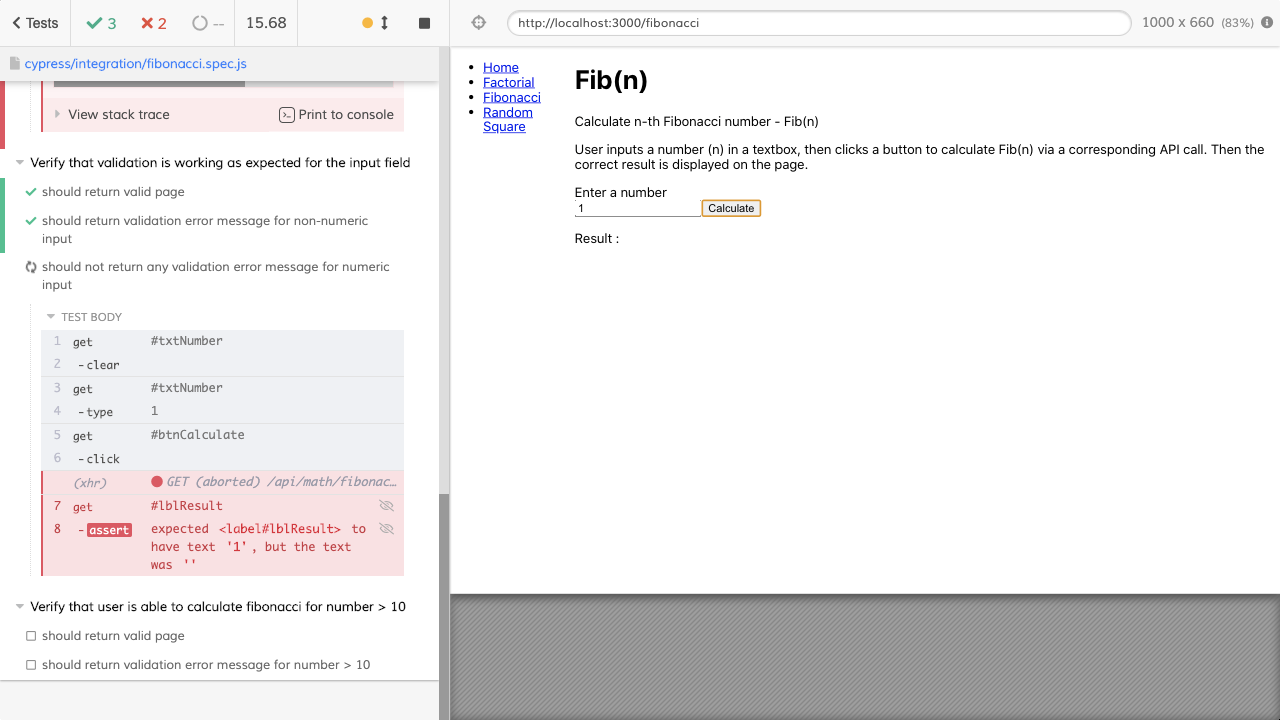 Tests 3 2 -- 15.68
cypress/integration/fibonacci.spec.js
View stack trace Print to console
Verify that validation is working as expected for the input field
should return valid page
should return validation error message for non-numeric
input
should not return any validation error message for numeric
input
TEST BODY
1 get #txtNumber
2 -clear
3 get #txtNumber
4 -type 1
5 get #btnCalculate
6 -click
(xhr) GET (aborted) /api/math/fibonac…
7 get #lblResult
8 -assert expected <label#lblResult> to
have text '1', but the text
was ''
Verify that user is able to calculate fibonacci for number > 10
should return valid page
should return validation error message for number > 10
http://localhost:3000/fibonacci 1000 x 660 (83%)
Home
Factorial
Fibonacci
Random
Square
Fib(n)
Calculate n-th Fibonacci number - Fib(n)
User inputs a number (n) in a textbox, then clicks a button to calculate Fib(n) via a corresponding API call. Then the
correct result is displayed on the page.
Enter a number
1 Calculate
Result :